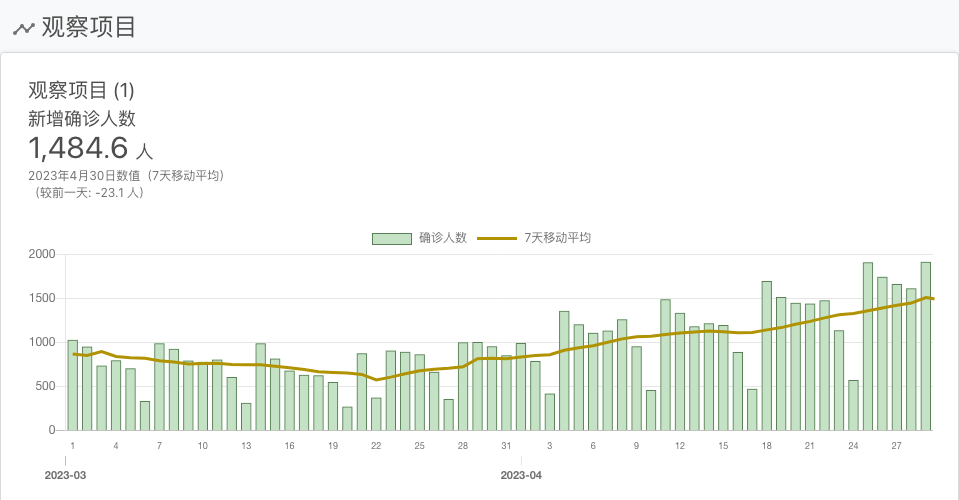 观察项目
观察项目 (1)
新增确诊人数
1,484.6 人
2023年4月30日数值（7天移动平均）
（较前一天: -23.1 人）
确诊人数 7天移动平均
2000
1500
1000
500
0
1 4 7 10 13 16 19 22 25 28 31 3 6 9 12 15 18 21 24 27
2023-03 2023-04